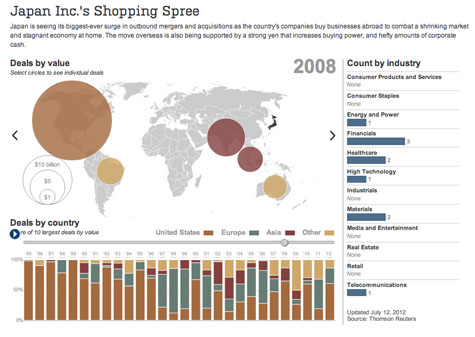 Japan Inc.'s Shopping Spree
Japan is seeing its biggest-ever surge in outbound mergers and acquisitions as the country's companies buy businesses abroad to combat a shrinking market
and stagnant economy at home. The move overseas is also being supported by a strong yen that increases buying power, and hefty amounts of corporate
cash.
Deals by value
Select circles to see individual deals
2008
$10 billion
$5
$1
Deals by country
re of 10 largest deals by value
United States Europe Asia Other
100%
50%
0%
Count by industry
Consumer Products and Services
None
Consumer Staples
None
Energy and Power
1
Financials
3
Healthcare
2
High Technology
1
Industrials
None
Materials
2
Media and Entertainment
None
Real Estate
None
Retail
None
Telecommunications
1
Updated July 12, 2012
Source: Thomson Reuters